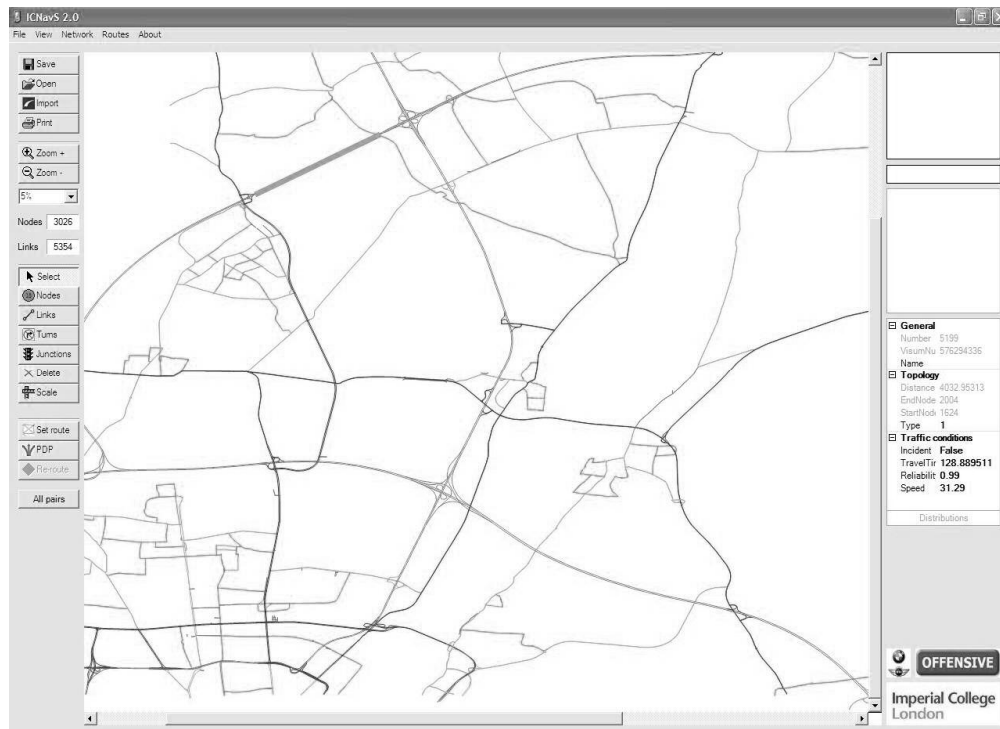 ICNavS 2.0
File View Network Routes About
Save
Open
Import
Print
Zoom +
Zoom -
5%
Nodes 3026
Links 5354
Select
Nodes
Links
Turns
Junctions
Delete
Scale
Set route
PDP
Re-route
All pairs
General
Number 5199
VisumNu 576294336
Name
Topology
Distance 4032.95313
EndNode 2004
StartNod 1624
Type 1
Traffic conditions
Incident False
TravelTir 128.889511
Reliabilit 0.99
Speed 31.29
Distributions
OFFENSIVE
Imperial College
London